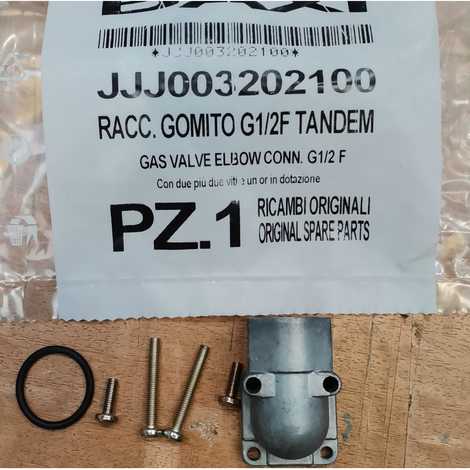 BAXI
*JJJ003202100*
JJJ003202100
RACC. GOMITO G1/2F TANDEM
GAS VALVE ELBOW CONN. G1/2 F
Con due più due viti e un or in dotazione
PZ.1
RICAMBI ORIGINALI
ORIGINAL SPARE PARTS